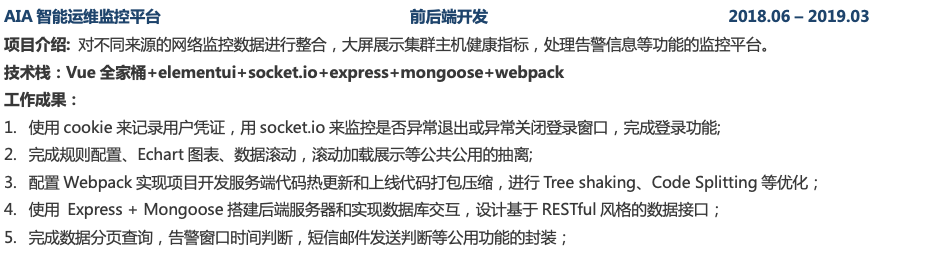 AIA 智能运维监控平台 前后端开发 2018.06 – 2019.03
项目介绍: 对不同来源的网络监控数据进行整合，大屏展示集群主机健康指标，处理告警信息等功能的监控平台。
技术栈：Vue 全家桶+elementui+socket.io+express+mongoose+webpack
工作成果：
1. 使用 cookie 来记录用户凭证，用 socket.io 来监控是否异常退出或异常关闭登录窗口，完成登录功能;
2. 完成规则配置、Echart 图表、数据滚动，滚动加载展示等公共公用的抽离;
3. 配置 Webpack 实现项目开发服务端代码热更新和上线代码打包压缩，进行 Tree shaking、Code Splitting 等优化；
4. 使用 Express + Mongoose 搭建后端服务器和实现数据库交互，设计基于 RESTful 风格的数据接口；
5. 完成数据分页查询，告警窗口时间判断，短信邮件发送判断等公用功能的封装；